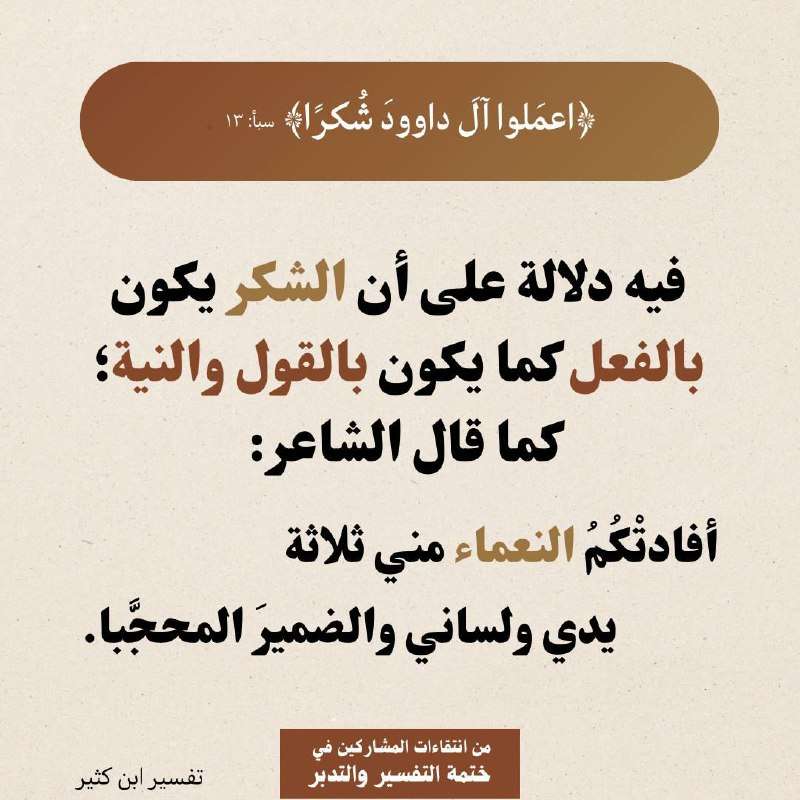 ﴿اعمَلوا آلَ داوودَ شُكرًا﴾ سبأ: ١٣
فيه دلالة على أن الشكر يكون
بالفعل كما يكون بالقول والنية؛
كما قال الشاعر:
أفادتْكُمُ النعماء مني ثلاثة
يدي ولساني والضميرَ المحجَّبا.
من انتقاءات المشاركين في
ختمة التفسير والتدبر
تفسير ابن كثير